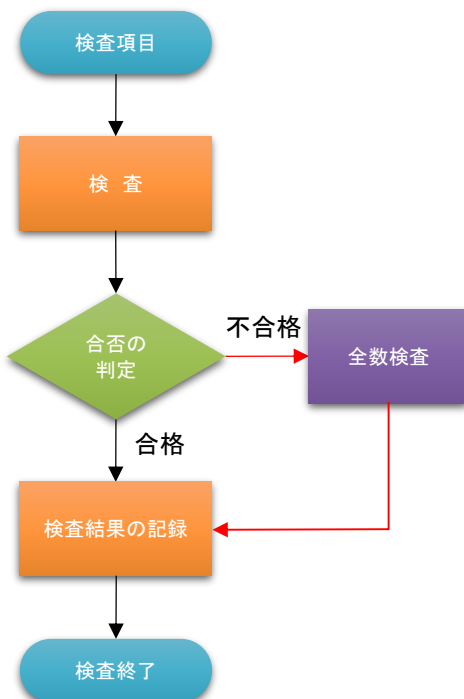 検査項目
検 査
合否の
判定
不合格
全数検査
合格
検査結果の記録
検査終了